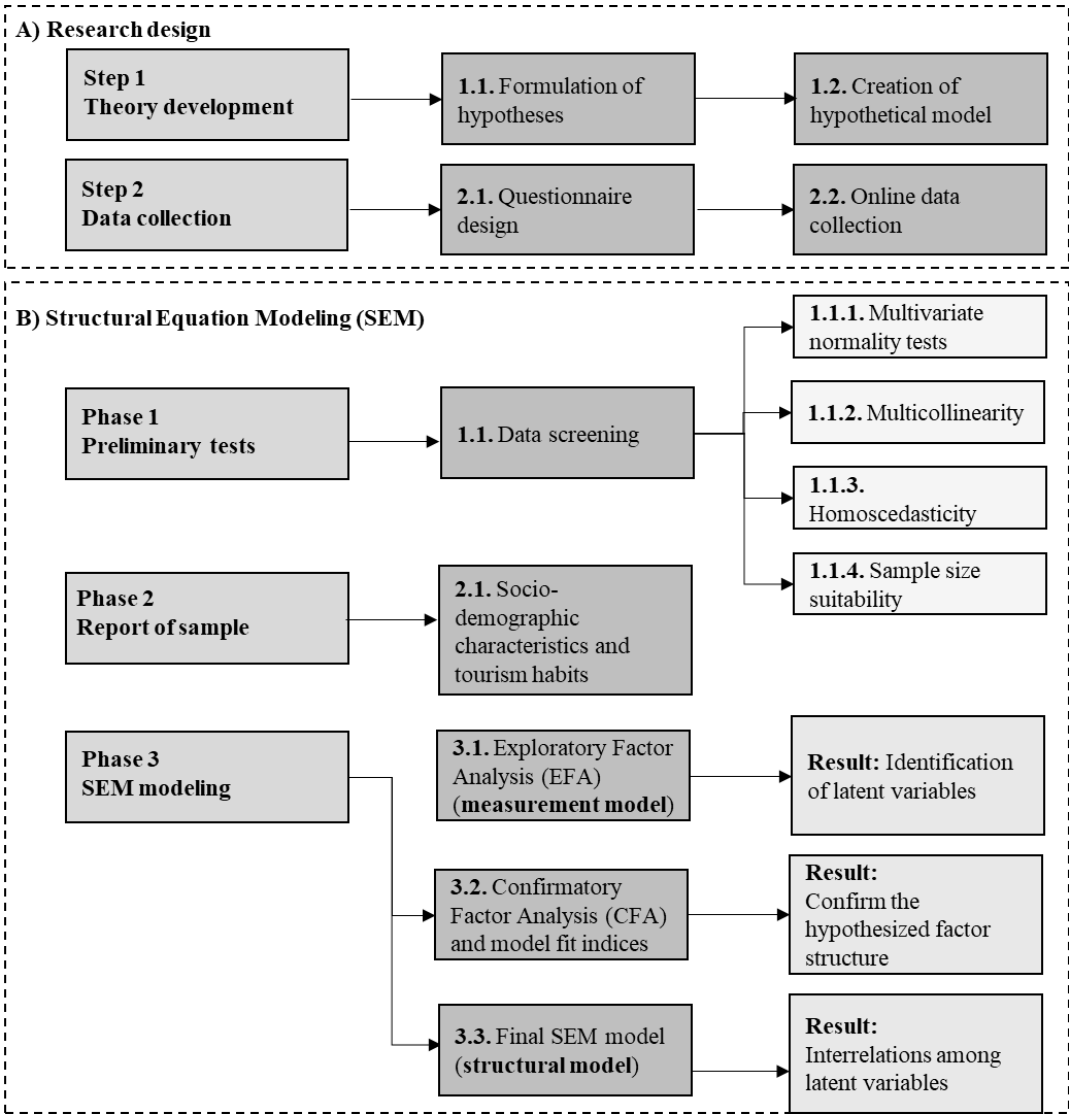 A) Research design
Step 1
Theory development
1.1. Formulation of
hypotheses
1.2. Creation of
hypothetical model
Step 2
Data collection
2.1. Questionnaire
design
2.2. Online data
collection
B) Structural Equation Modeling (SEM)
Phase 1
Preliminary tests
1.1. Data screening
1.1.1. Multivariate
normality tests
1.1.2. Multicollinearity
1.1.3.
Homoscedasticity
1.1.4. Sample size
suitability
Phase 2
Report of sample
2.1. Socio-
demographic
characteristics and
tourism habits
Phase 3
SEM modeling
3.1. Exploratory Factor
Analysis (EFA)
(measurement model)
Result: Identification
of latent variables
3.2. Confirmatory
Factor Analysis (CFA)
and model fit indices
Result:
Confirm the
hypothesized factor
structure
3.3. Final SEM model
(structural model)
Result:
Interrelations among
latent variables